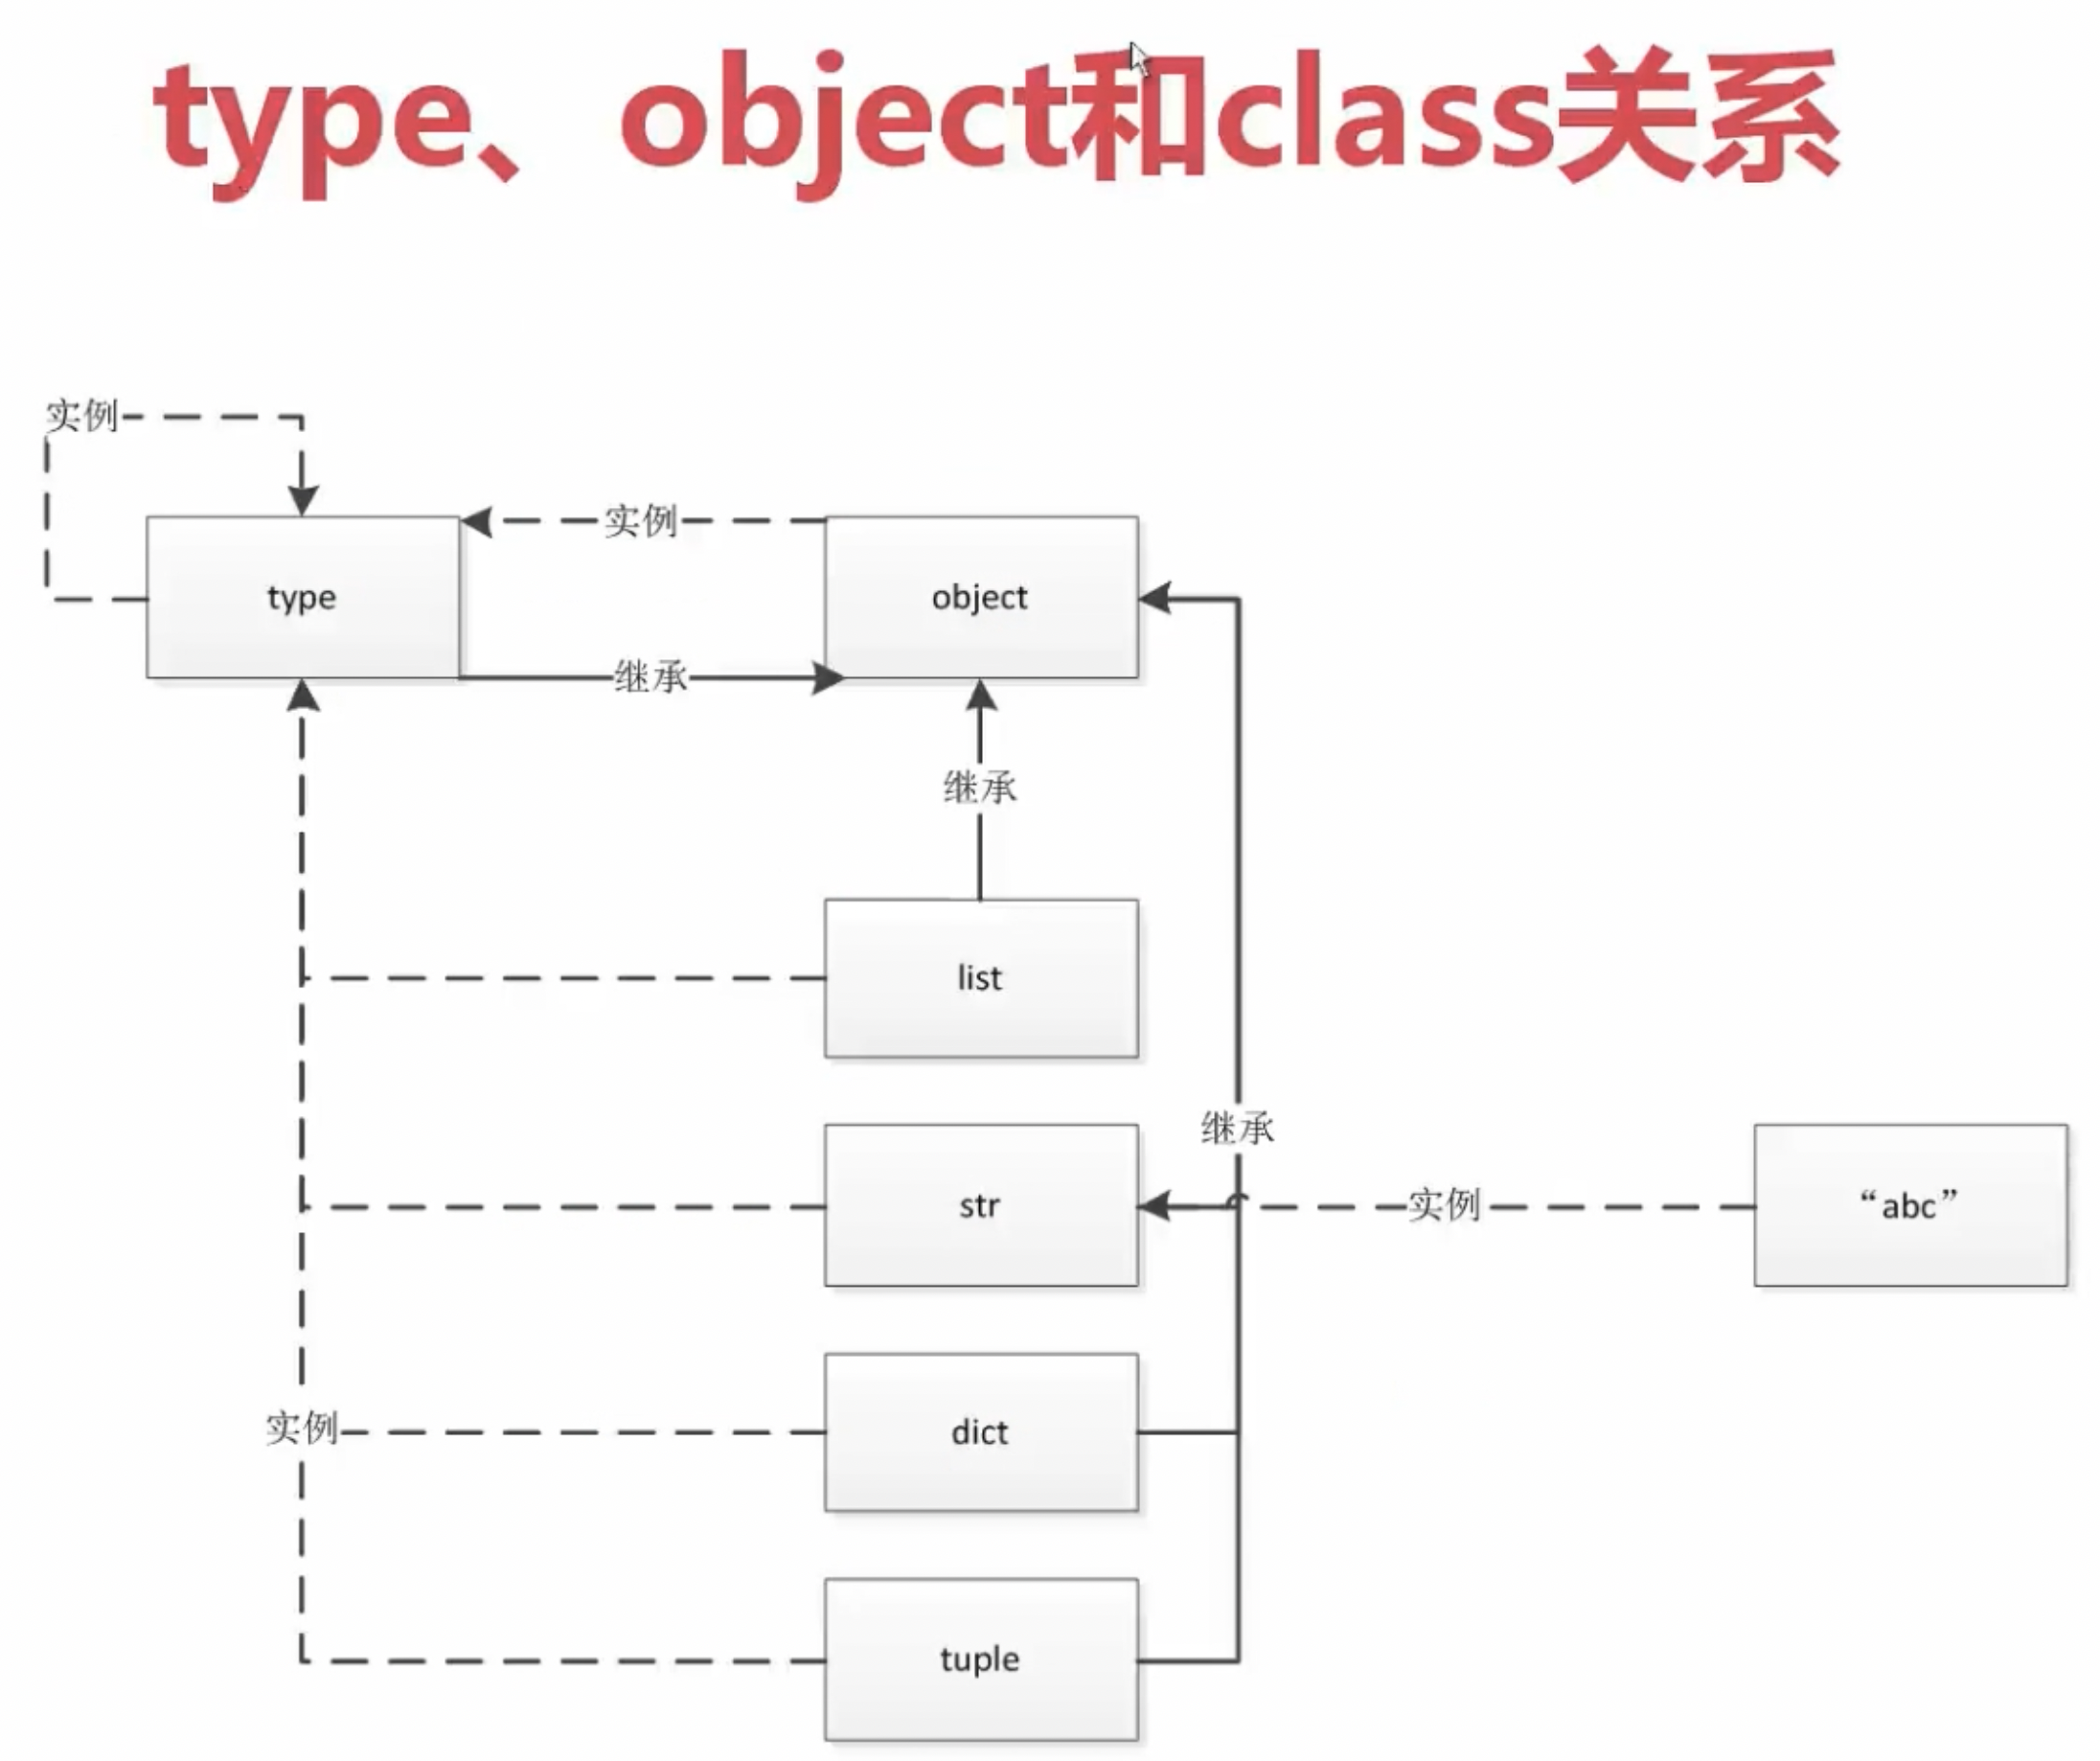 type、object和class关系
实例
实例
type
object
继承
继承
list
继承
str
实例
“abc”
实例
dict
tuple